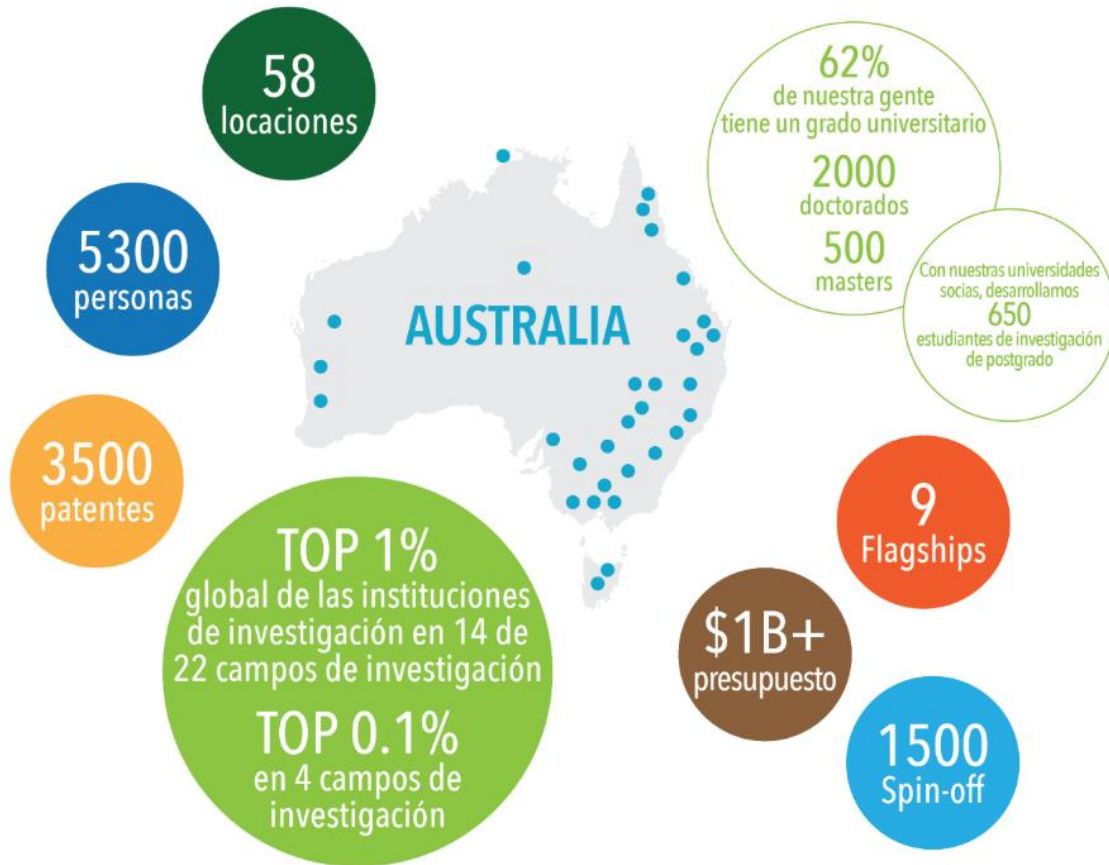 58
locaciones
62%
de nuestra gente
tiene un grado universitario
2000
doctorados
500
masters
5300
personas
Con nuestras universidades
socias, desarrollamos
650
estudiantes de investigación
de postgrado
AUSTRALIA
3500
patentes
TOP 1%
global de las instituciones
de investigación en 14 de
22 campos de investigación
TOP 0.1%
en 4 campos de
investigación
9
Flagships
$1B+
presupuesto
1500
Spin-off